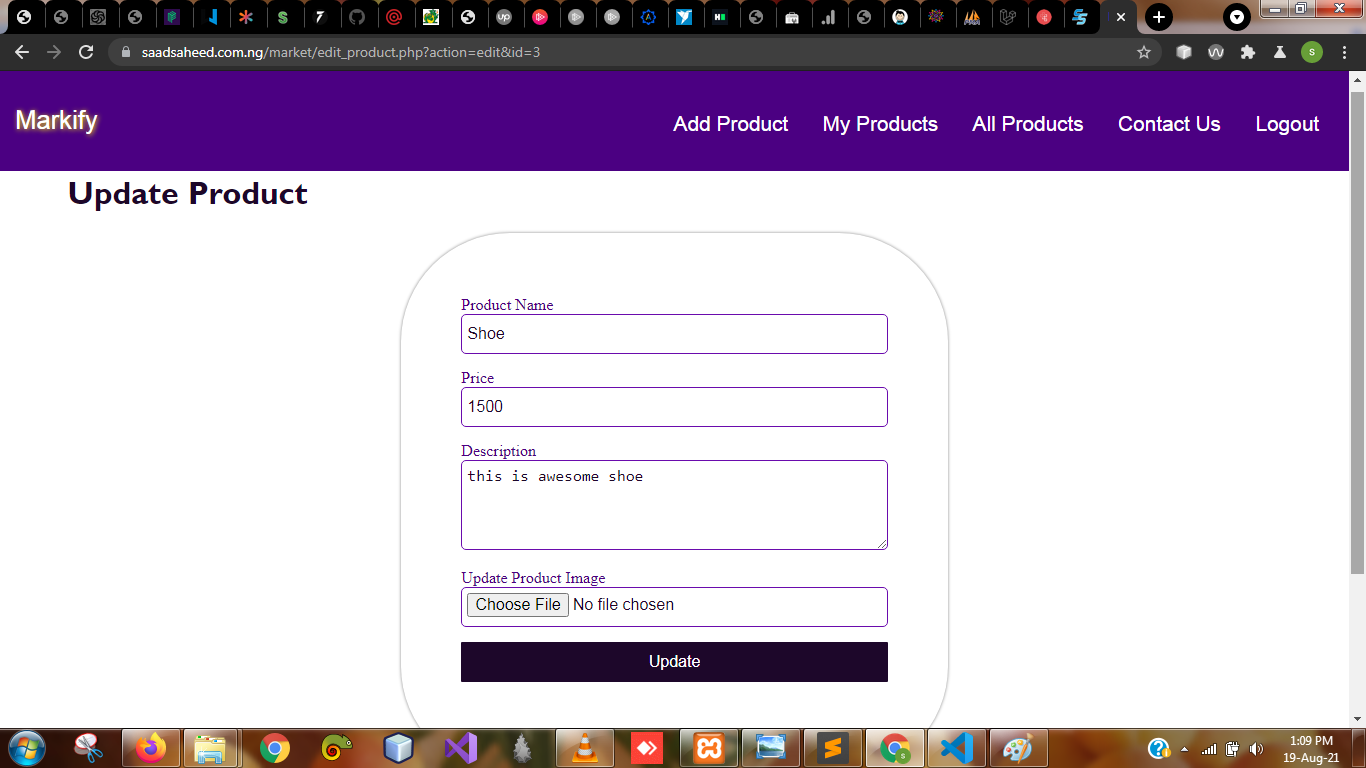 saadsaheed.com.ng/market/edit_product.php?action=edit&id=3
S
Markify
Add Product
My Products
All Products
Contact Us
Logout
Update Product
Product Name
Shoe
Price
1500
Description
this is awesome shoe
Update Product Image
Choose File No file chosen
Update
1:09 PM
19-Aug-21